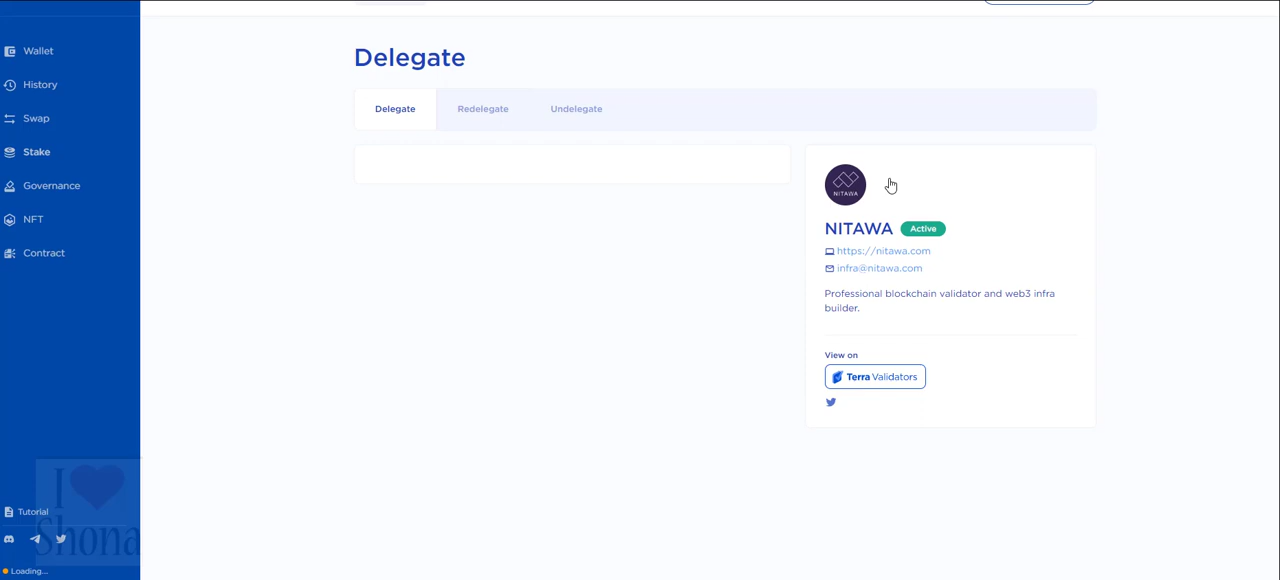 Wallet
History
Swap
Stake
Governance
NFT
Contract
Tutorial
Loading...
I
Shona
Delegate
Delegate
Redelegate
Undelegate
NITAWA
NITAWA
Active
https://nitawa.com
infra@nitawa.com
Professional blockchain validator and web3 infra
builder.
View on
Terra Validators